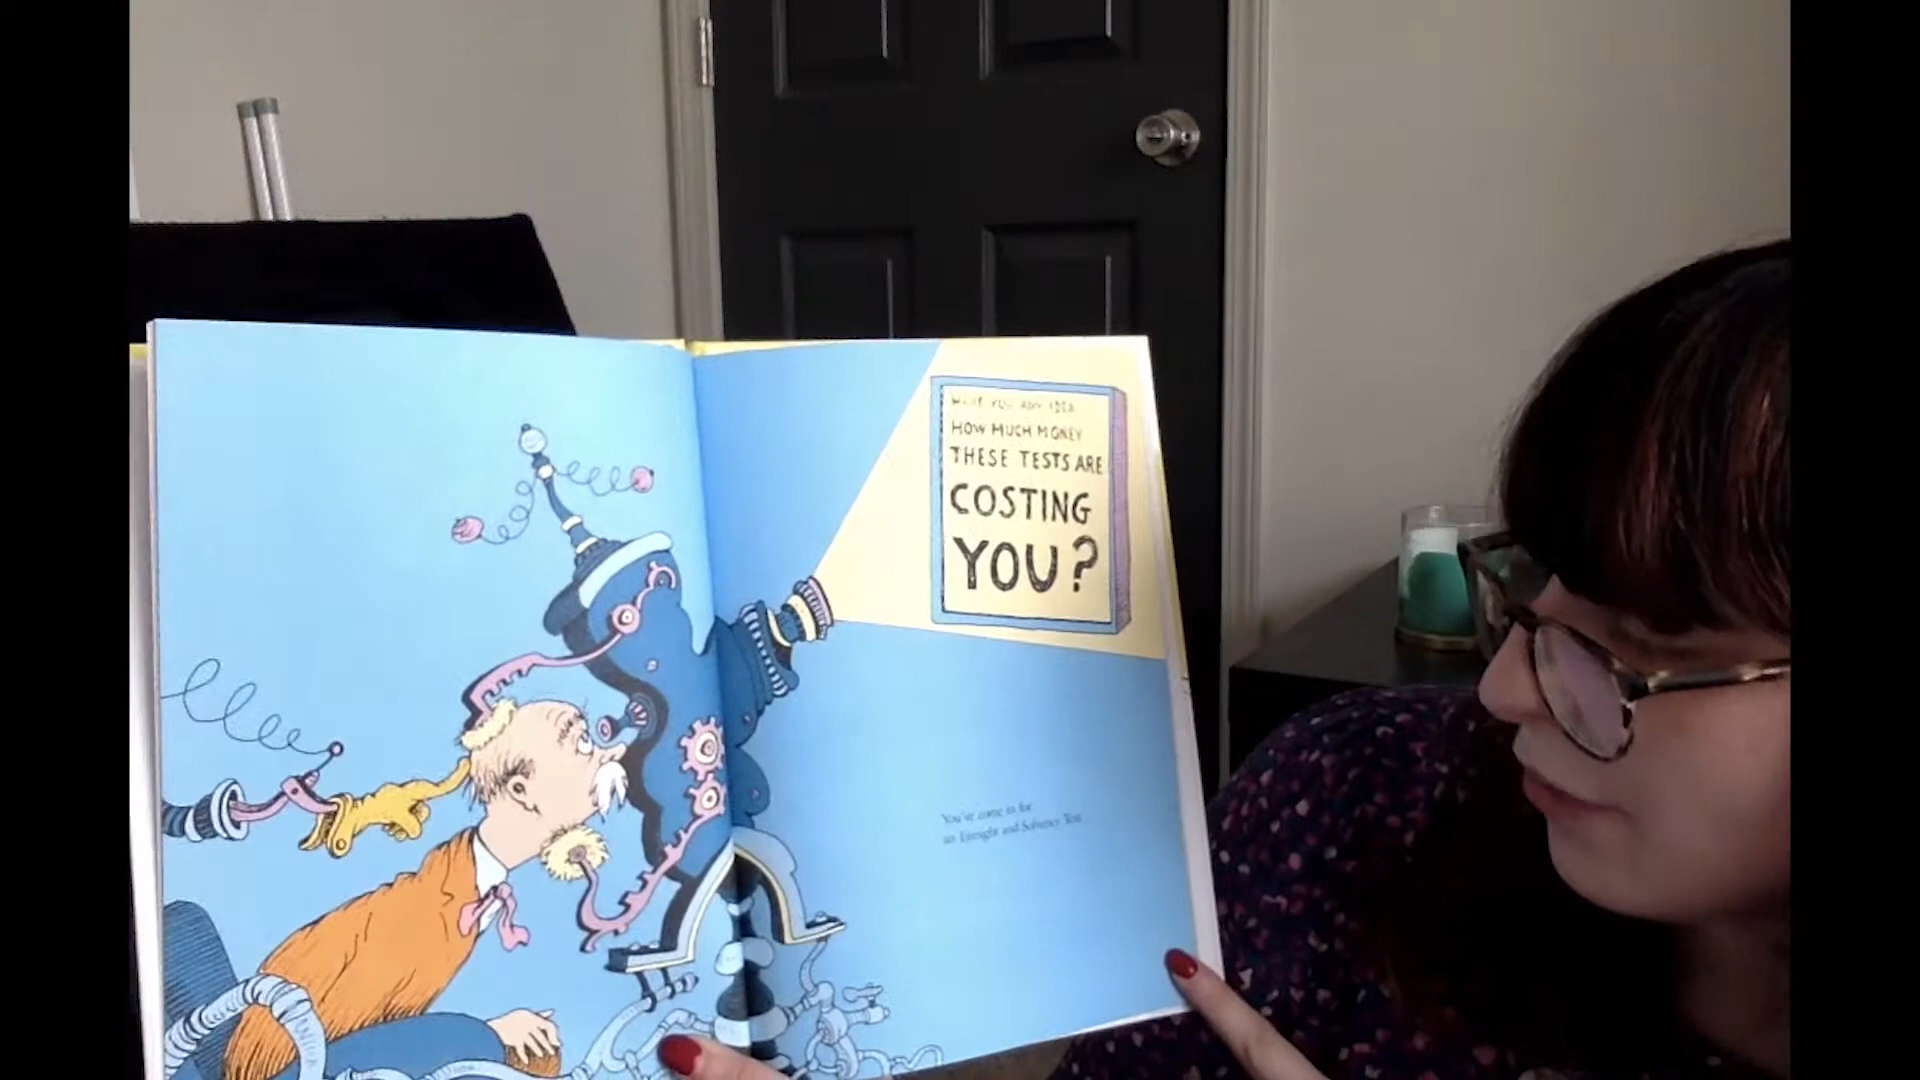 HAVE YOU ANY IDEA
HOW MUCH MONEY
THESE TESTS ARE
COSTING
YOU?
You've come in for
an Eyesight and Solvency Test.